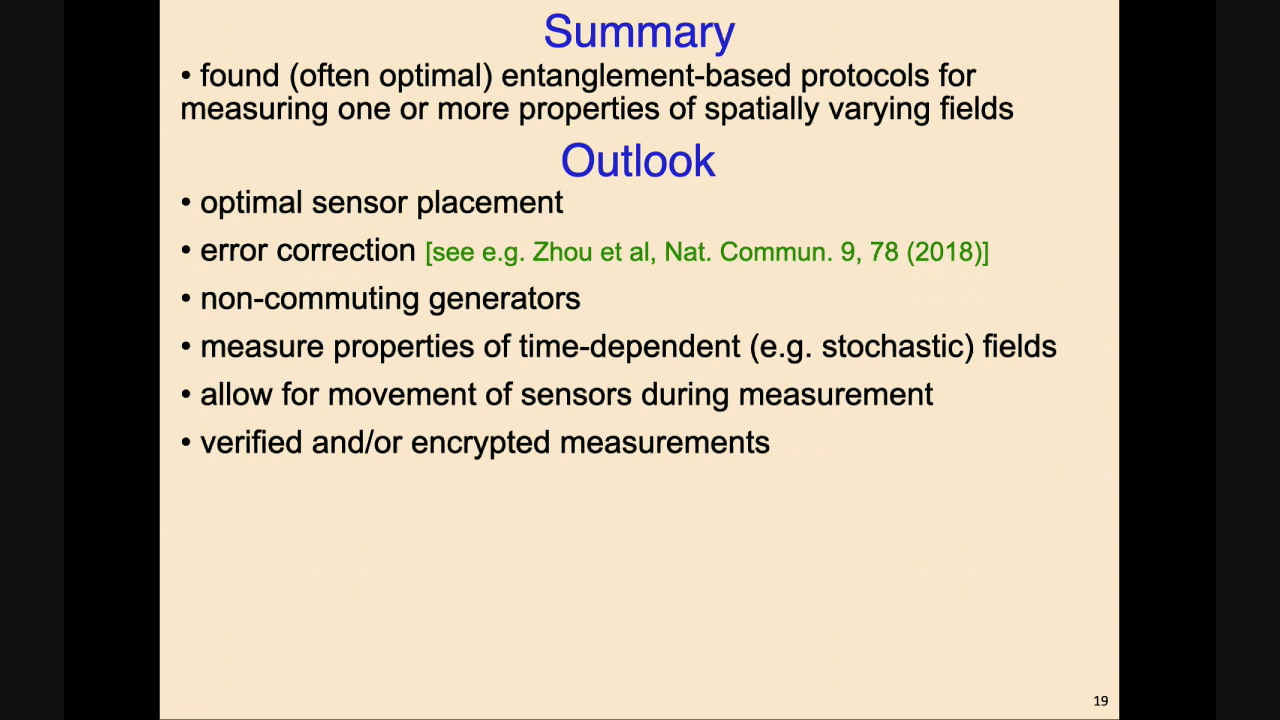 Summary
• found (often optimal) entanglement-based protocols for
measuring one or more properties of spatially varying fields
Outlook
• optimal sensor placement
• error correction [see e.g. Zhou et al, Nat. Commun. 9, 78 (2018)]
• non-commuting generators
• measure properties of time-dependent (e.g. stochastic) fields
• allow for movement of sensors during measurement
• verified and/or encrypted measurements
19